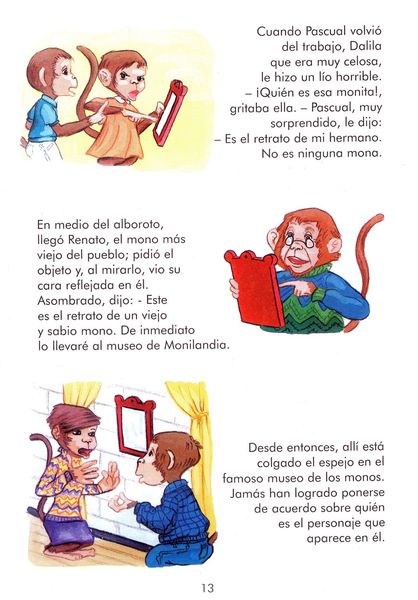 Cuando Pascual volvió
del trabajo, Dalila
que era muy celosa,
le hizo un lío horrible.
– ¡Quién es esa monita!,
gritaba ella. – Pascual, muy
sorprendido, le dijo:
– Es el retrato de mi hermano.
No es ninguna mona.
En medio del alboroto,
llegó Renato, el mono más
viejo del pueblo; pidió el
objeto y, al mirarlo, vio su
cara reflejada en él.
Asombrado, dijo: - Este
es el retrato de un viejo
y sabio mono. De inmediato
lo llevaré al museo de Monilandia.
Desde entonces, allí está
colgado el espejo en el
famoso museo de los monos.
Jamás han logrado ponerse
de acuerdo sobre quién
es el personaje que
aparece en él.
13